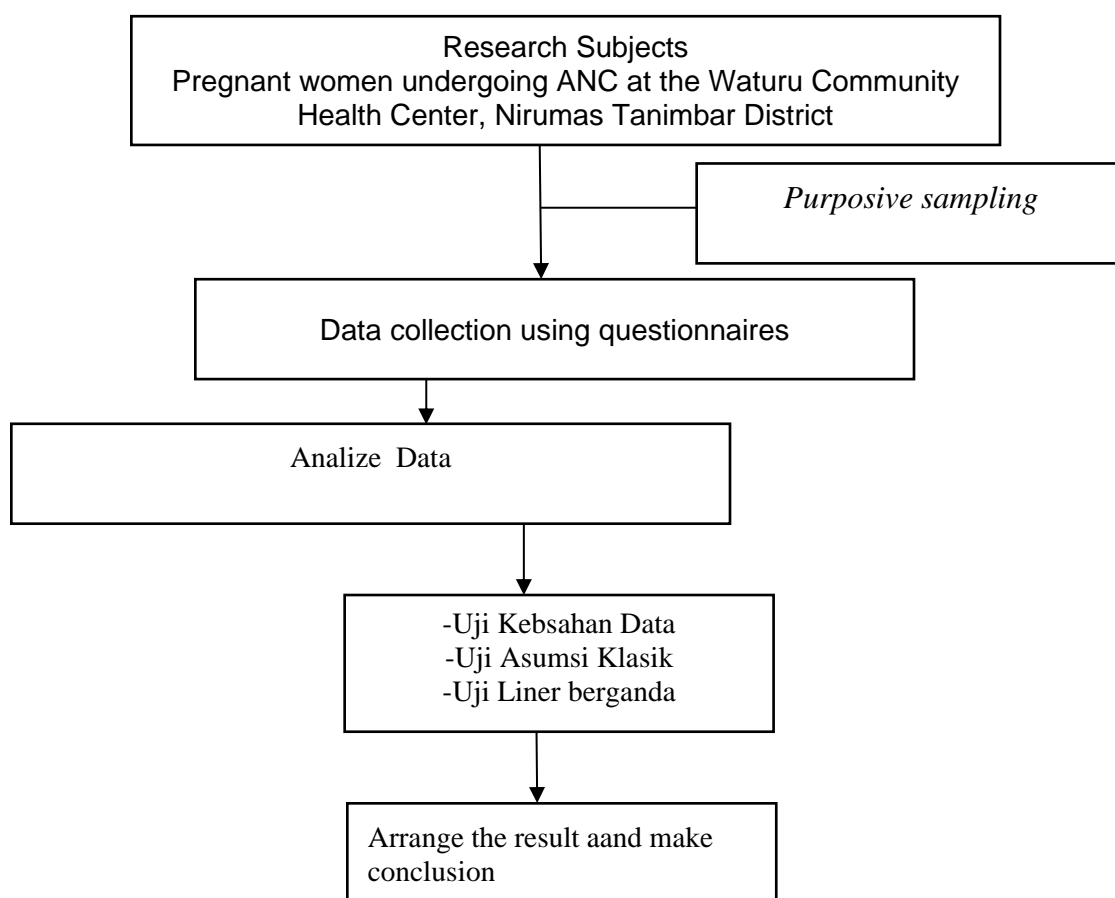 Research Subjects
Pregnant women undergoing ANC at the Waturu Community
Health Center, Nirumas Tanimbar District
Purposive sampling
Data collection using questionnaires
Analize  Data
-Uji Kebsahan Data
-Uji Asumsi Klasik
-Uji Liner berganda
Arrange the result aand make
conclusion